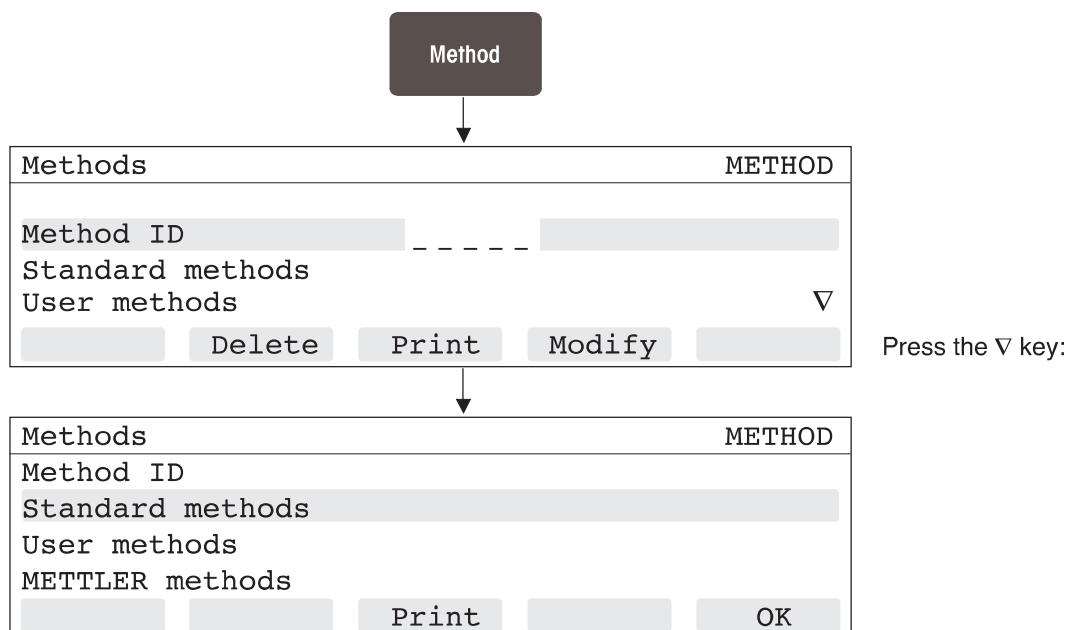 Method
Methods METHOD
Method ID _ _ _ _ _
Standard methods
User methods ∇
Delete Print Modify
Press the ∇ key:
Methods METHOD
Method ID
Standard methods
User methods
METTLER methods
Print OK